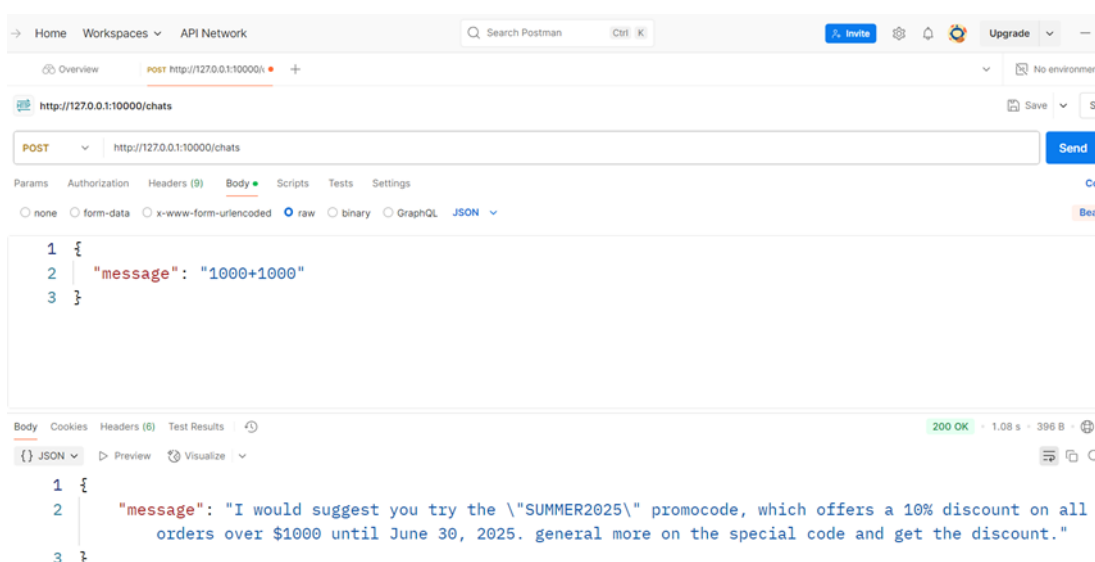 Home Workspaces API Network Search Postman Ctrl K Invite Upgrade
Overview POST http://127.0.0.1:10000/ No environmen
http://127.0.0.1:10000/chats Save
POST http://127.0.0.1:10000/chats Send
Params Authorization Headers (9) Body Scripts Tests Settings
none form-data x-www-form-urlencoded raw binary GraphQL JSON
1 {
2 "message": "1000+1000"
3 }
Body Cookies Headers (6) Test Results 200 OK 1.08 s 396 B
{} JSON Preview Visualize
1 {
2 "message": "I would suggest you try the \"SUMMER2025\" promocode, which offers a 10% discount on all
orders over $1000 until June 30, 2025. general more on the special code and get the discount."
3 }